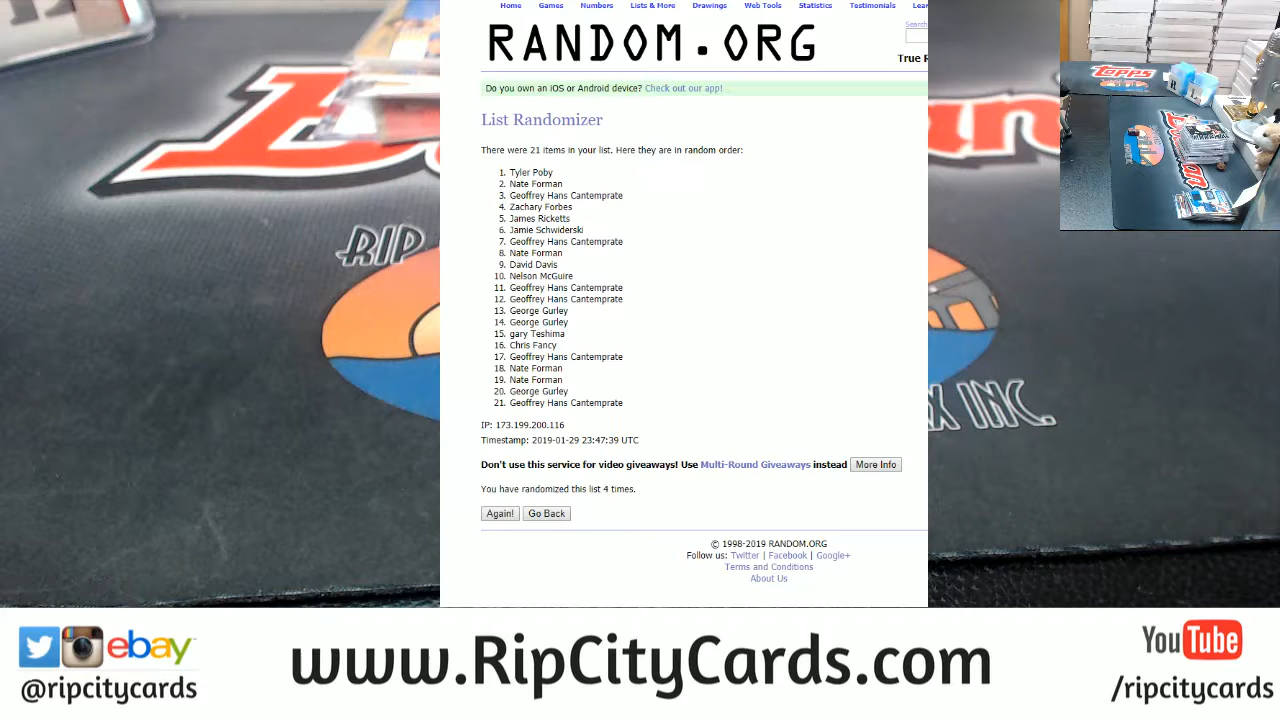 Home Games Numbers Lists & More Drawings Web Tools Statistics Testimonials
RANDOM.ORG
Search
True R
Do you own an iOS or Android device? Check out our app!
List Randomizer
There were 21 items in your list. Here they are in random order:
1. Tyler Poby
2. Nate Forman
3. Geoffrey Hans Cantemprate
4. Zachary Forbes
5. James Ricketts
6. Jamie Schwiderski
7. Geoffrey Hans Cantemprate
8. Nate Forman
9. David Davis
10. Nelson McGuire
11. Geoffrey Hans Cantemprate
12. Geoffrey Hans Cantemprate
13. George Gurley
14. George Gurley
15. gary Teshima
16. Chris Fancy
17. Geoffrey Hans Cantemprate
18. Nate Forman
19. Nate Forman
20. George Gurley
21. Geoffrey Hans Cantemprate
IP: 173.199.200.116
Timestamp: 2019-01-29 23:47:39 UTC
Don't use this service for video giveaways! Use Multi-Round Giveaways instead More Info
You have randomized this list 4 times.
Again! Go Back
© 1998-2019 RANDOM.ORG
Follow us: Twitter | Facebook | Google+
Terms and Conditions
About Us
RIP
INC.
Topps
ebay
@ripcitycards
www.RipCityCards.com
YouTube
/ripcitycards